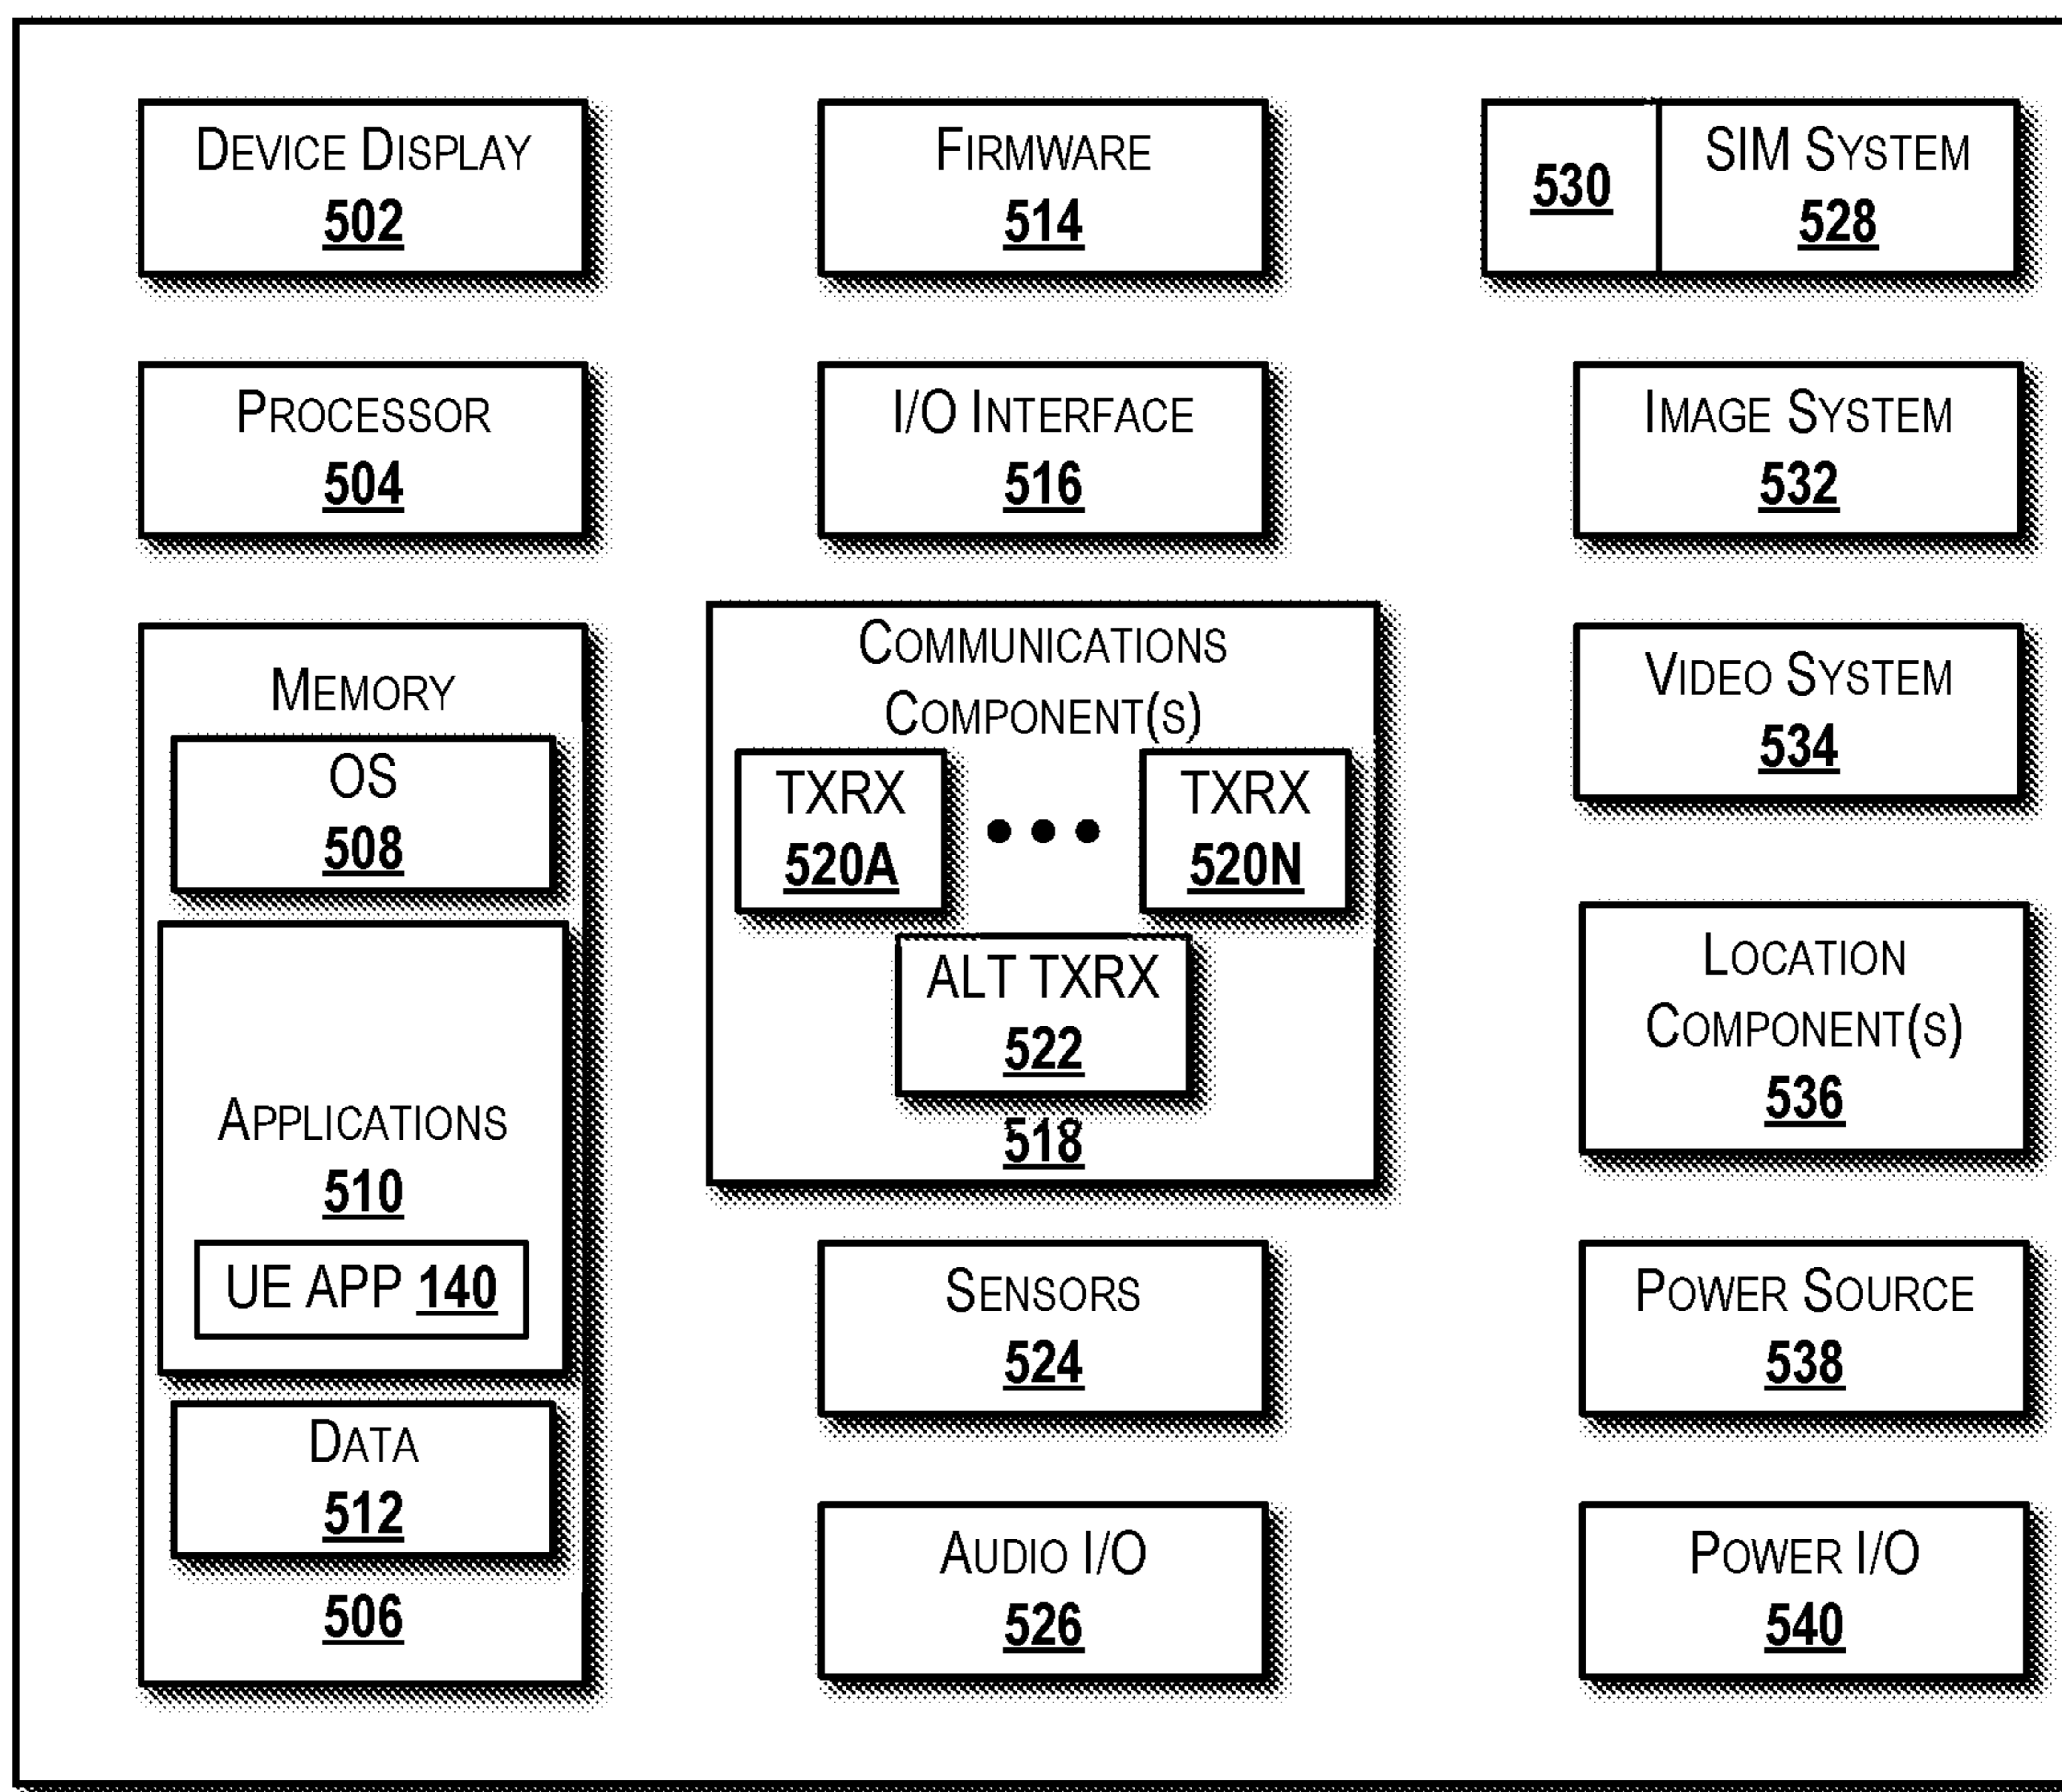 Device Display
502
Processor
504
Memory
OS
508
Applications
510
UE APP 140
Data
512
506
Firmware
514
I/O Interface
516
Communications
Component(s)
TXRX
520A
TXRX
520N
ALT TXRX
522
518
Sensors
524
Audio I/O
526
530
SIM System
528
Image System
532
Video System
534
Location
Component(s)
536
Power Source
538
Power I/O
540